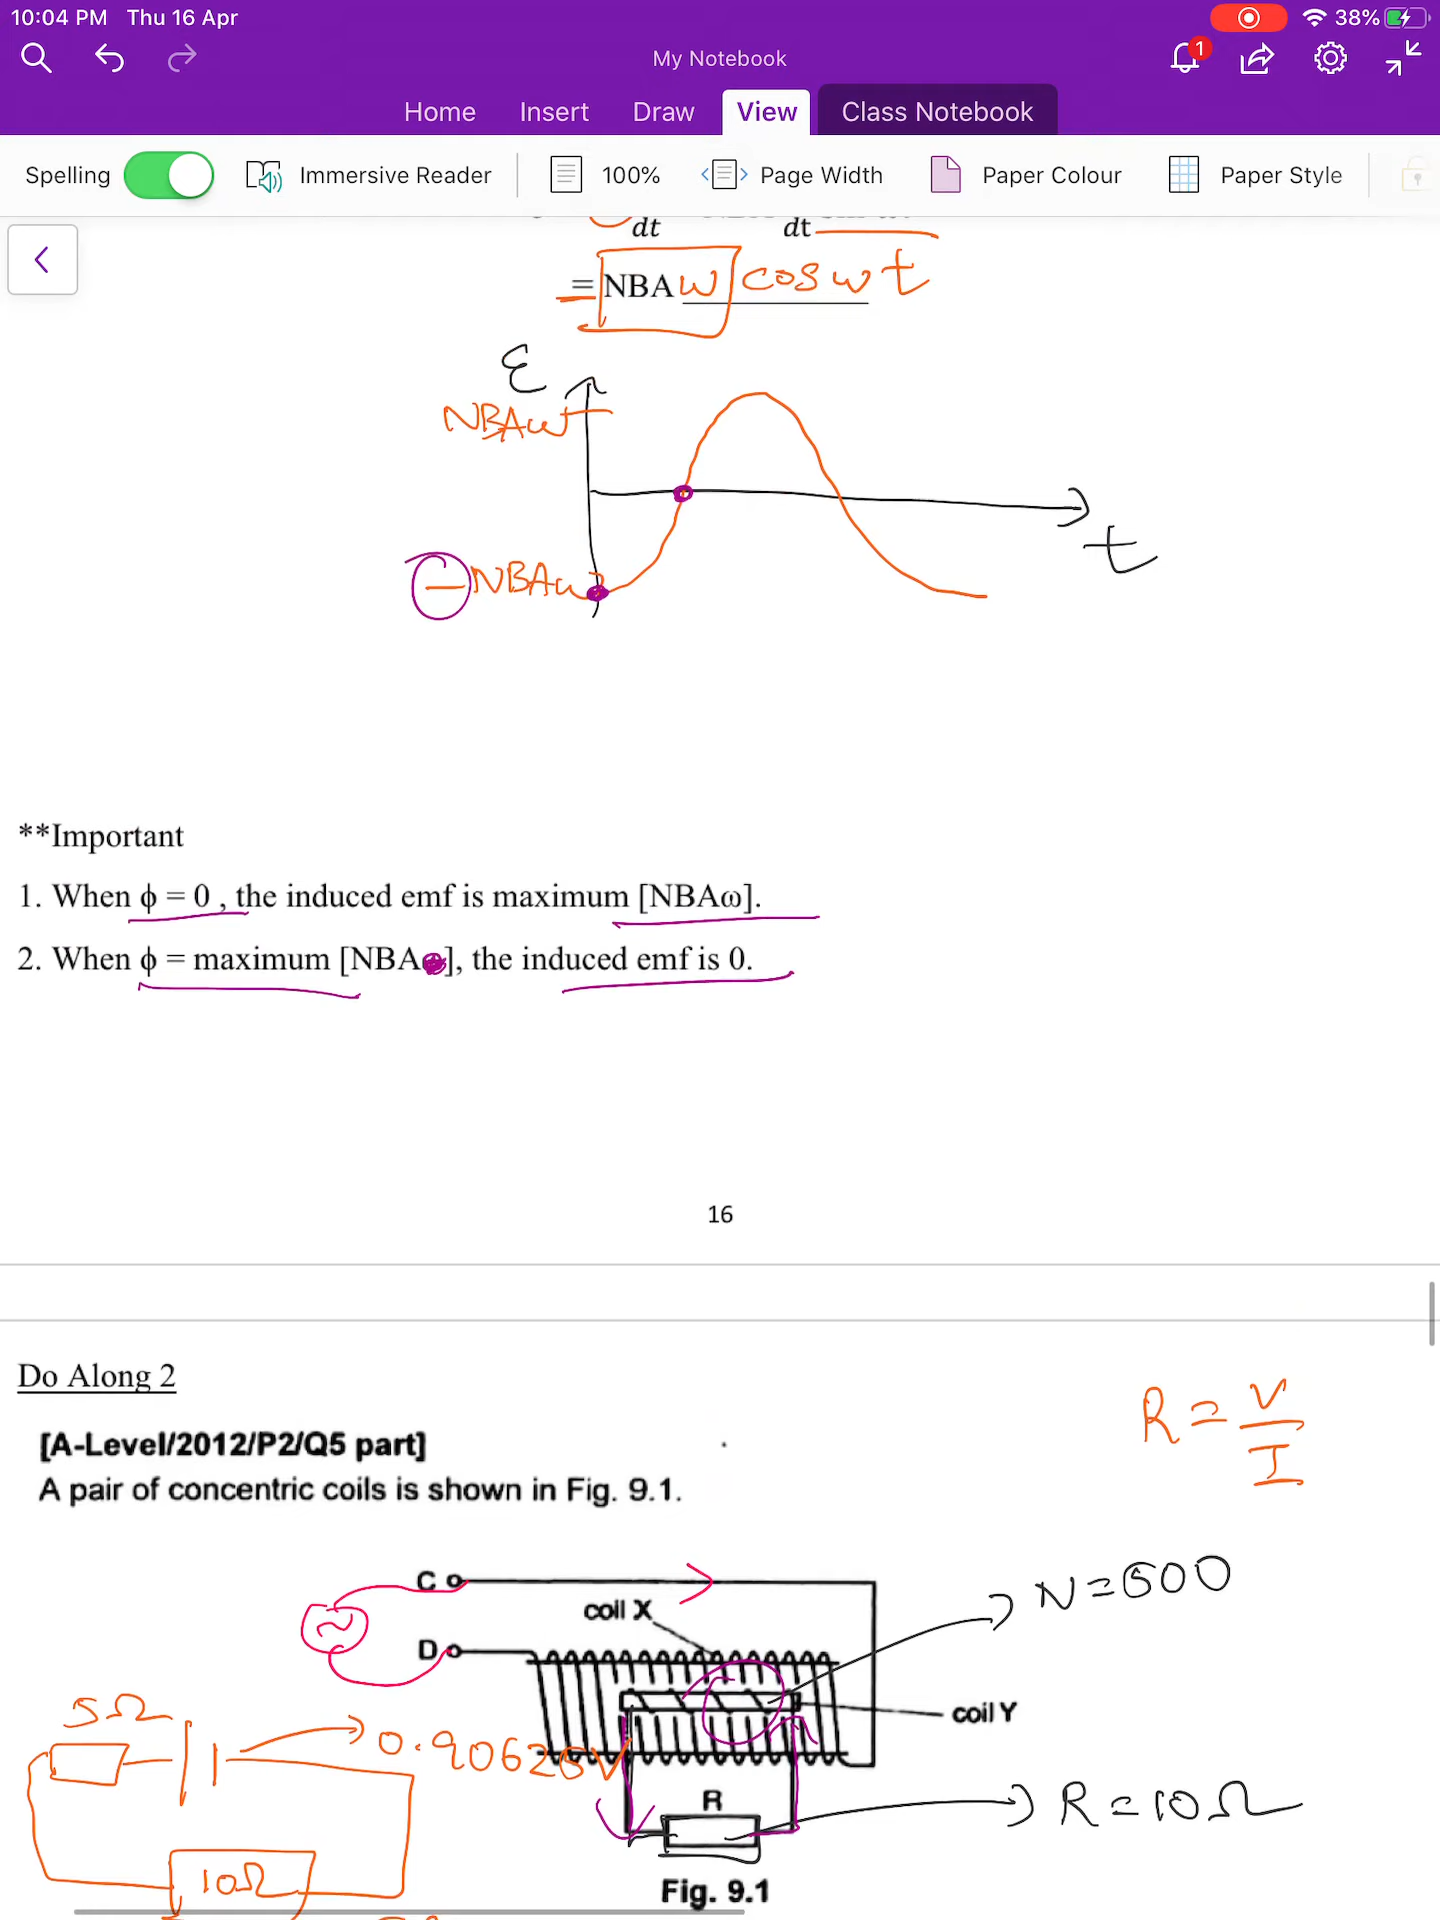 10:04 PM Thu 16 Apr
38%
My Notebook
1
Home Insert Draw View Class Notebook
Spelling Immersive Reader 100% Page Width Paper Colour Paper Style
dt dt
= NBA ω cos ωt
ε
NBAω
t
− NBAω
**Important
1. When ϕ = 0 , the induced emf is maximum [NBAω].
2. When ϕ = maximum [NBA ], the induced emf is 0.
16
Do Along 2
R = V/I
[A-Level/2012/P2/Q5 part]
A pair of concentric coils is shown in Fig. 9.1.
C
N = 500
coil X
D
coil Y
5Ω
0.90625V
R
R = 10Ω
10Ω
Fig. 9.1